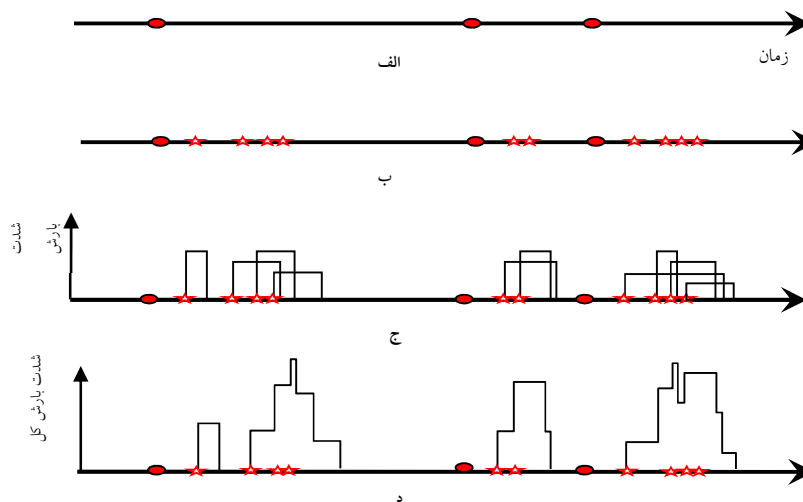 زمان
الف
ب
شدت
بارش
ج
شدت بارش کل
د